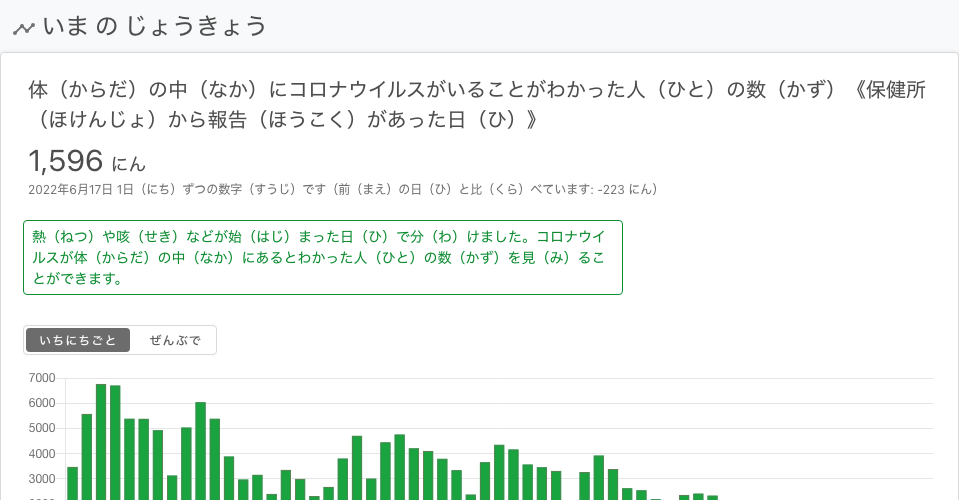 いま の じょうきょう
体（からだ）の中（なか）にコロナウイルスがいることがわかった人（ひと）の数（かず）《保健所
（ほけんじょ）から報告（ほうこく）があった日（ひ）》
1,596 にん
2022年6月17日 1日（にち）ずつの数字（すうじ）です（前（まえ）の日（ひ）と比（くら）べています: -223 にん）
熱（ねつ）や咳（せき）などが始（はじ）まった日（ひ）で分（わ）けました。コロナウイ
ルスが体（からだ）の中（なか）にあるとわかった人（ひと）の数（かず）を見（み）るこ
とができます。
いちにちごと ぜんぶで
7000
6000
5000
4000
3000